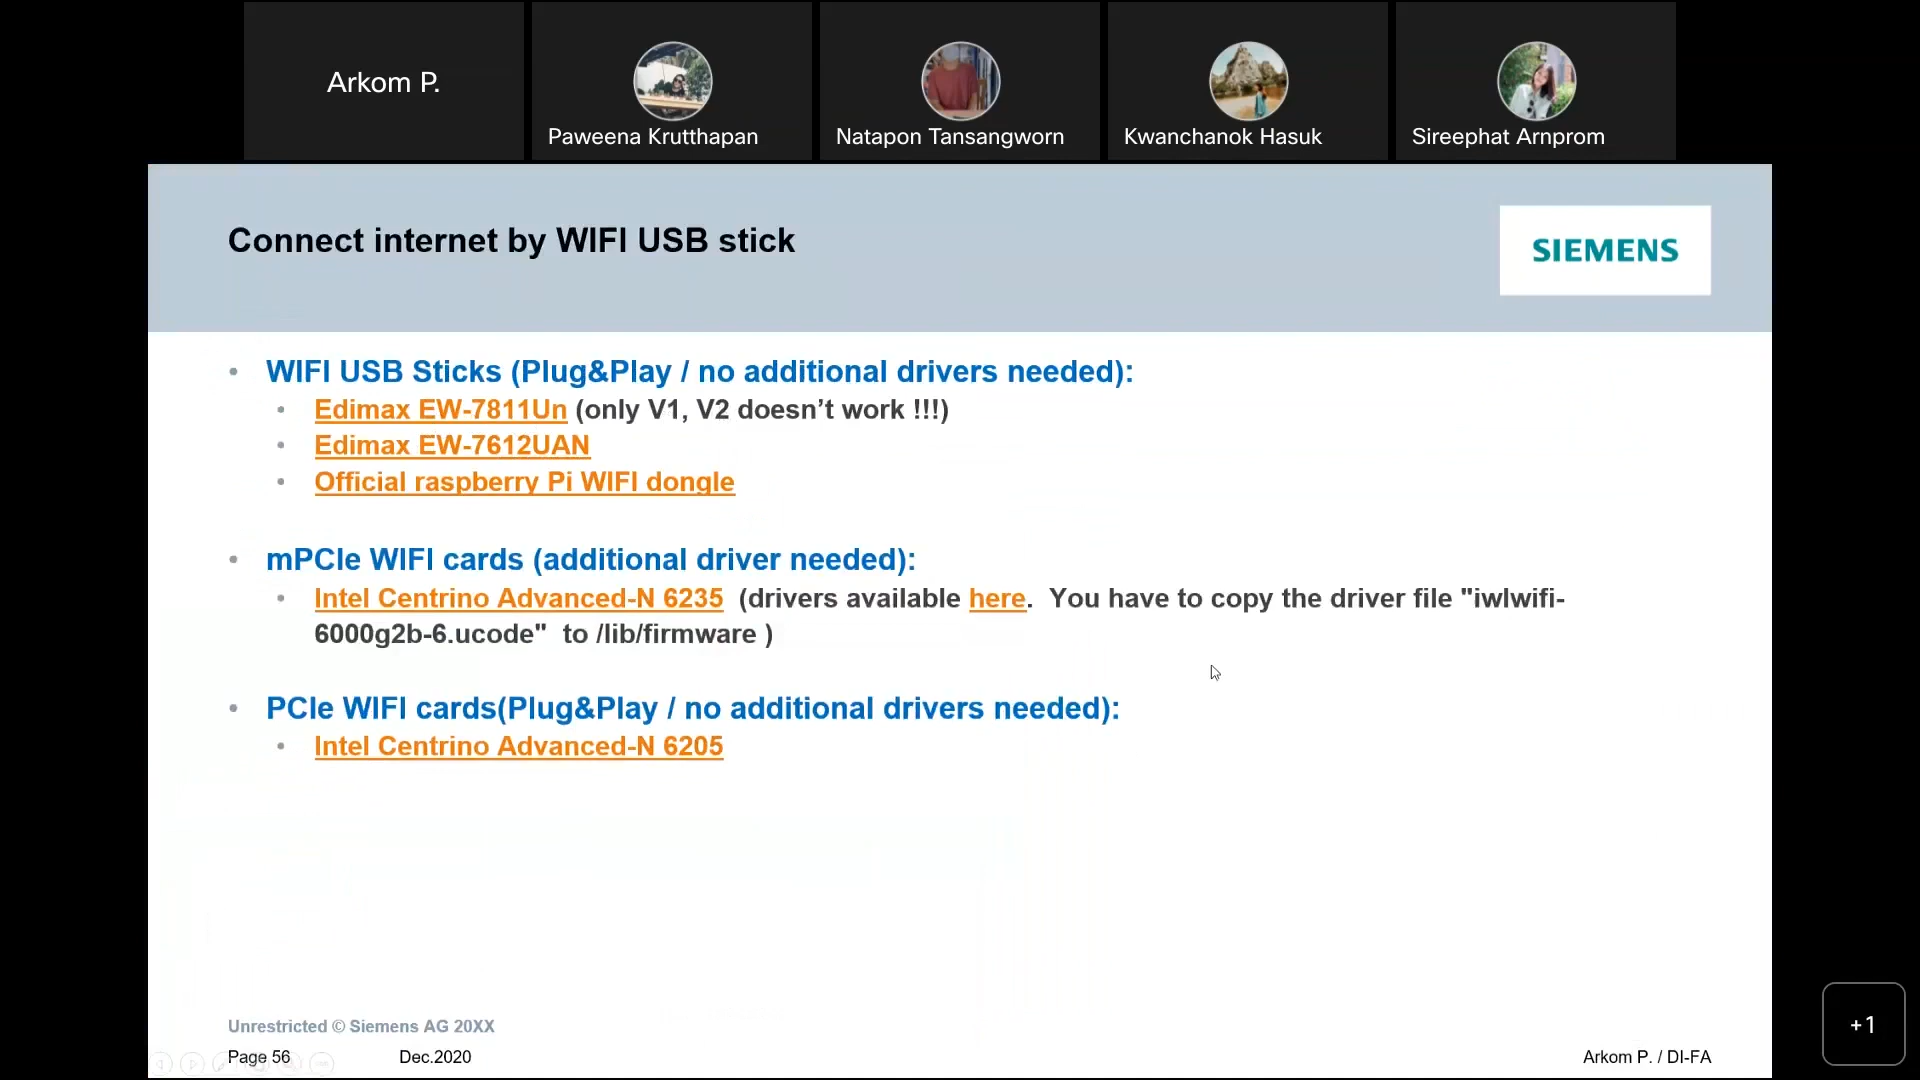 Arkom P.
Paweena Krutthapan
Natapon Tansangworn
Kwanchanok Hasuk
Sireephat Arnprom
Connect internet by WIFI USB stick
SIEMENS
• WIFI USB Sticks (Plug&Play / no additional drivers needed):
• Edimax EW-7811Un (only V1, V2 doesn’t work !!!)
• Edimax EW-7612UAN
• Official raspberry Pi WIFI dongle
• mPCIe WIFI cards (additional driver needed):
• Intel Centrino Advanced-N 6235 (drivers available here. You have to copy the driver file "iwlwifi-
6000g2b-6.ucode" to /lib/firmware )
• PCIe WIFI cards(Plug&Play / no additional drivers needed):
• Intel Centrino Advanced-N 6205
Unrestricted © Siemens AG 20XX
Page 56
Dec.2020
Arkom P. / DI-FA
+1